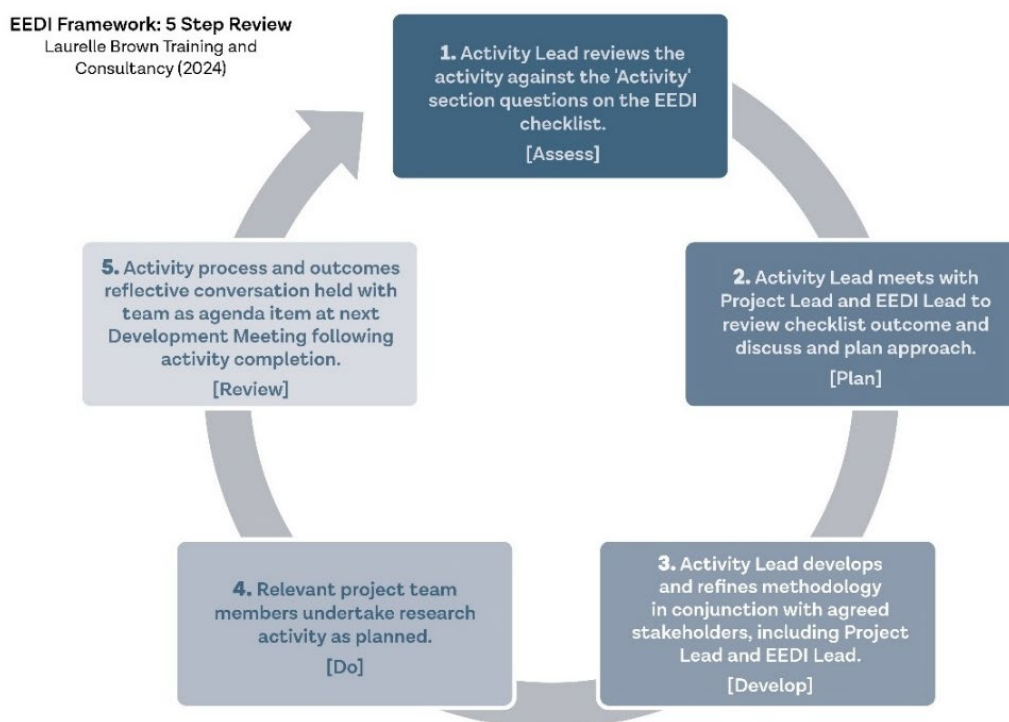 EEDI Framework: 5 Step Review
Laurelle Brown Training and
Consultancy (2024)
1. Activity Lead reviews the
activity against the 'Activity'
section questions on the EEDI
checklist.
[Assess]
2. Activity Lead meets with
Project Lead and EEDI Lead to
review checklist outcome and
discuss and plan approach.
[Plan]
3. Activity Lead develops
and refines methodology
in conjunction with agreed
stakeholders, including Project
Lead and EEDI Lead.
[Develop]
4. Relevant project team
members undertake research
activity as planned.
[Do]
5. Activity process and outcomes
reflective conversation held with
team as agenda item at next
Development Meeting following
activity completion.
[Review]